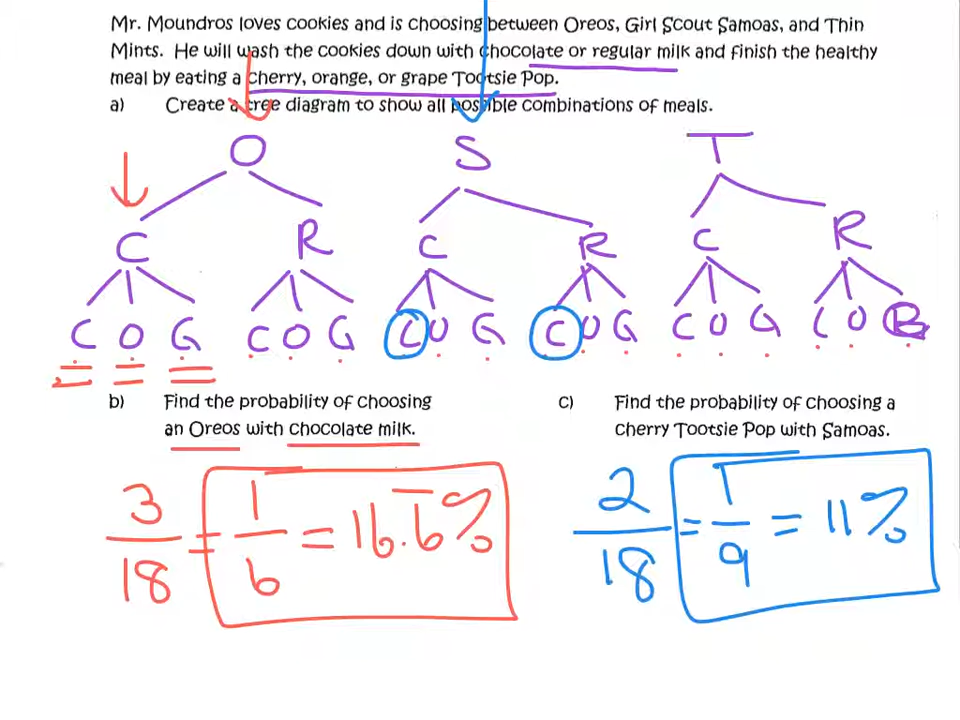 Mr. Moundros loves cookies and is choosing between Oreos, Girl Scout Samoas, and Thin
Mints. He will wash the cookies down with chocolate or regular milk and finish the healthy
meal by eating a cherry, orange, or grape Tootsie Pop.
a) Create a tree diagram to show all possible combinations of meals.
O S T
C R C R C R
C O G C O G C O G C O G C O G C O G
b) Find the probability of choosing
an Oreos with chocolate milk.
c) Find the probability of choosing a
cherry Tootsie Pop with Samoas.
3/18 = 1/6 = 16.6̅%
2/18 = 1/9 = 11%